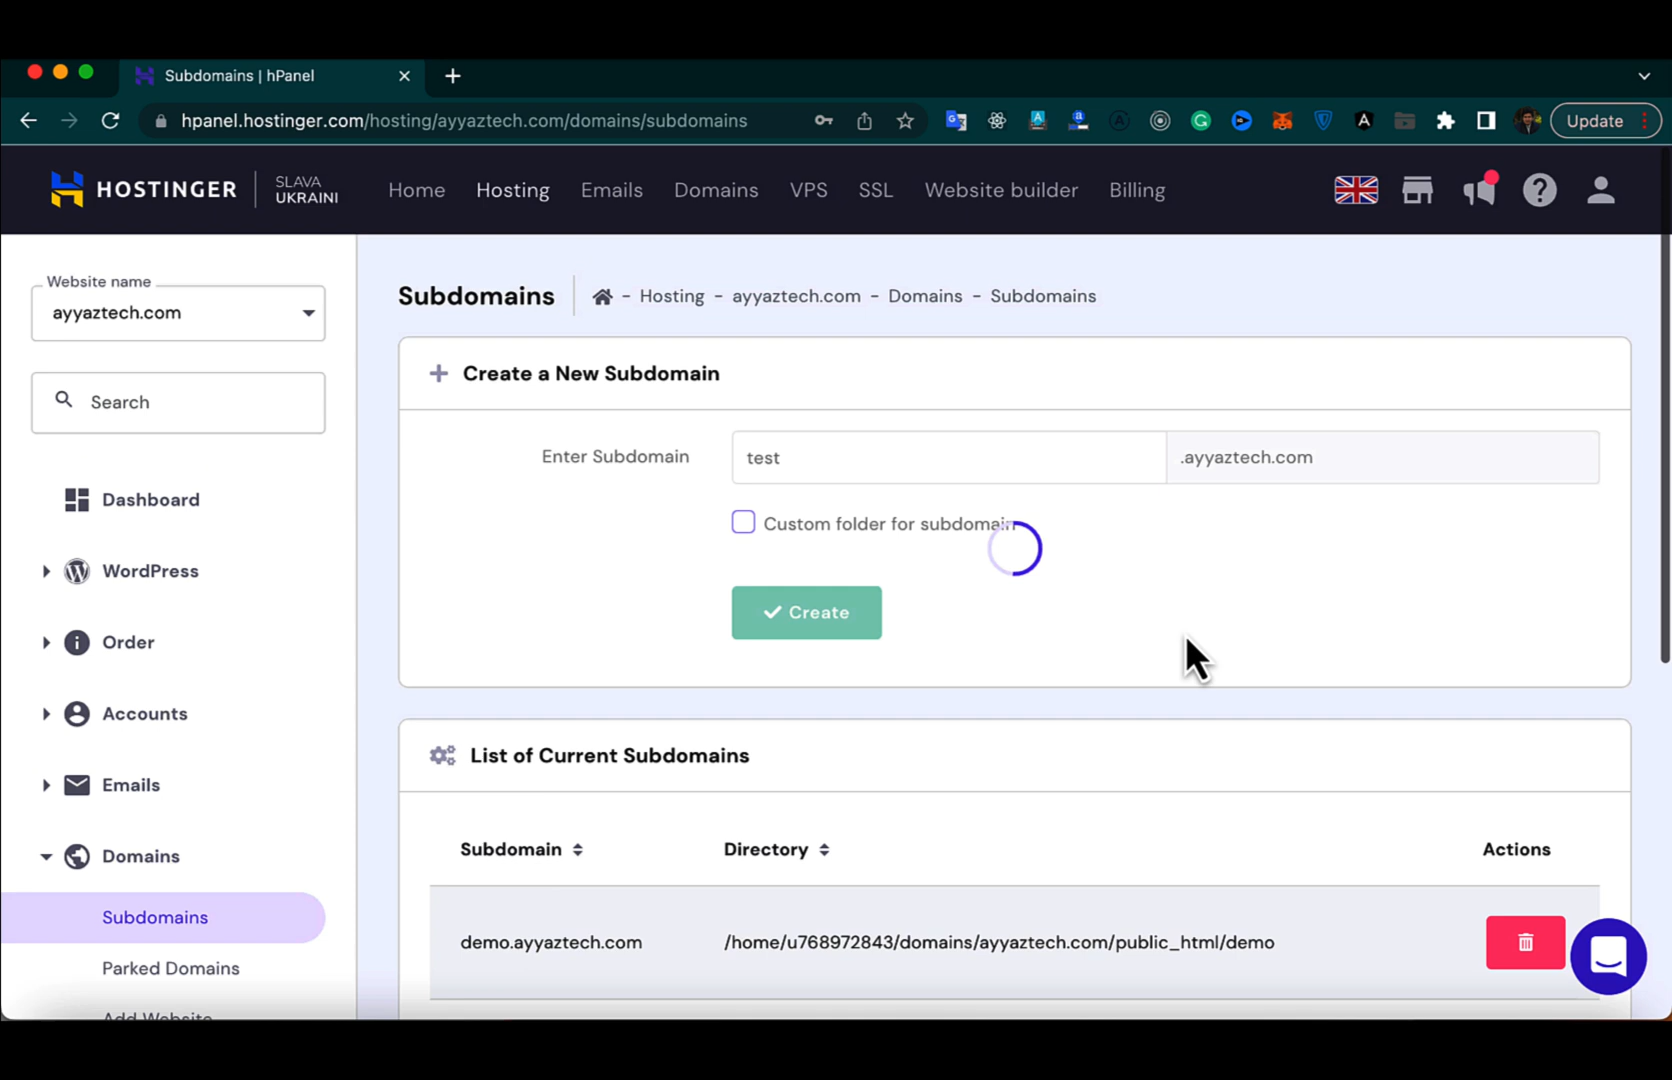 Subdomains | hPanel
hpanel.hostinger.com/hosting/ayyaztech.com/domains/subdomains
Update
HOSTINGER
SLAVA
UKRAINI
Home
Hosting
Emails
Domains
VPS
SSL
Website builder
Billing
Website name
ayyaztech.com
Search
Dashboard
WordPress
Order
Accounts
Emails
Domains
Subdomains
Parked Domains
Add Website
Subdomains
- Hosting - ayyaztech.com - Domains - Subdomains
Create a New Subdomain
Enter Subdomain
test
.ayyaztech.com
Custom folder for subdomain
Create
List of Current Subdomains
Subdomain
Directory
Actions
demo.ayyaztech.com
/home/u768972843/domains/ayyaztech.com/public_html/demo